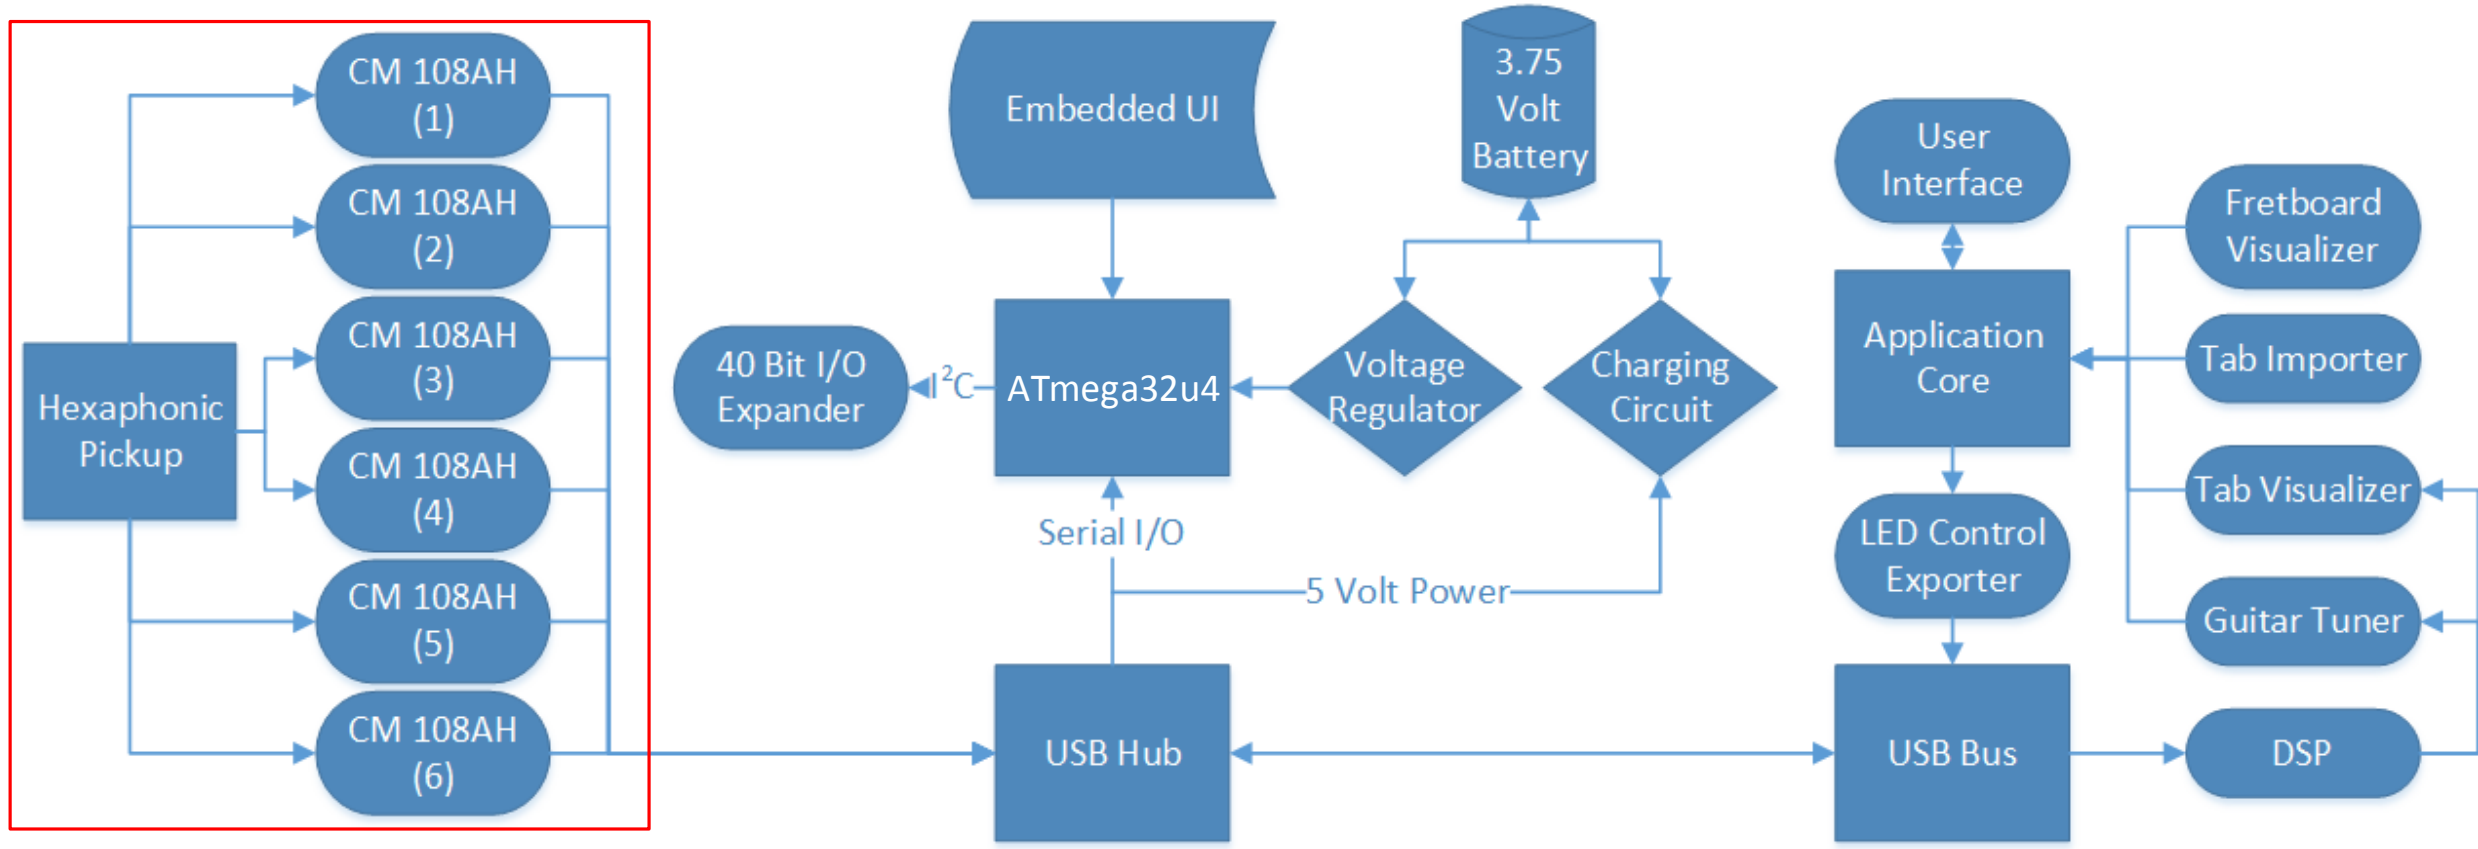 CM 108AH
(1)
CM 108AH
(2)
CM 108AH
(3)
CM 108AH
(4)
CM 108AH
(5)
CM 108AH
(6)
Hexaphonic
Pickup
Embedded UI
3.75
Volt
Battery
40 Bit I/O
Expander
I²C
ATmega32u4
Voltage
Regulator
Charging
Circuit
Serial I/O
5 Volt Power
USB Hub
User
Interface
Application
Core
LED Control
Exporter
USB Bus
Fretboard
Visualizer
Tab Importer
Tab Visualizer
Guitar Tuner
DSP